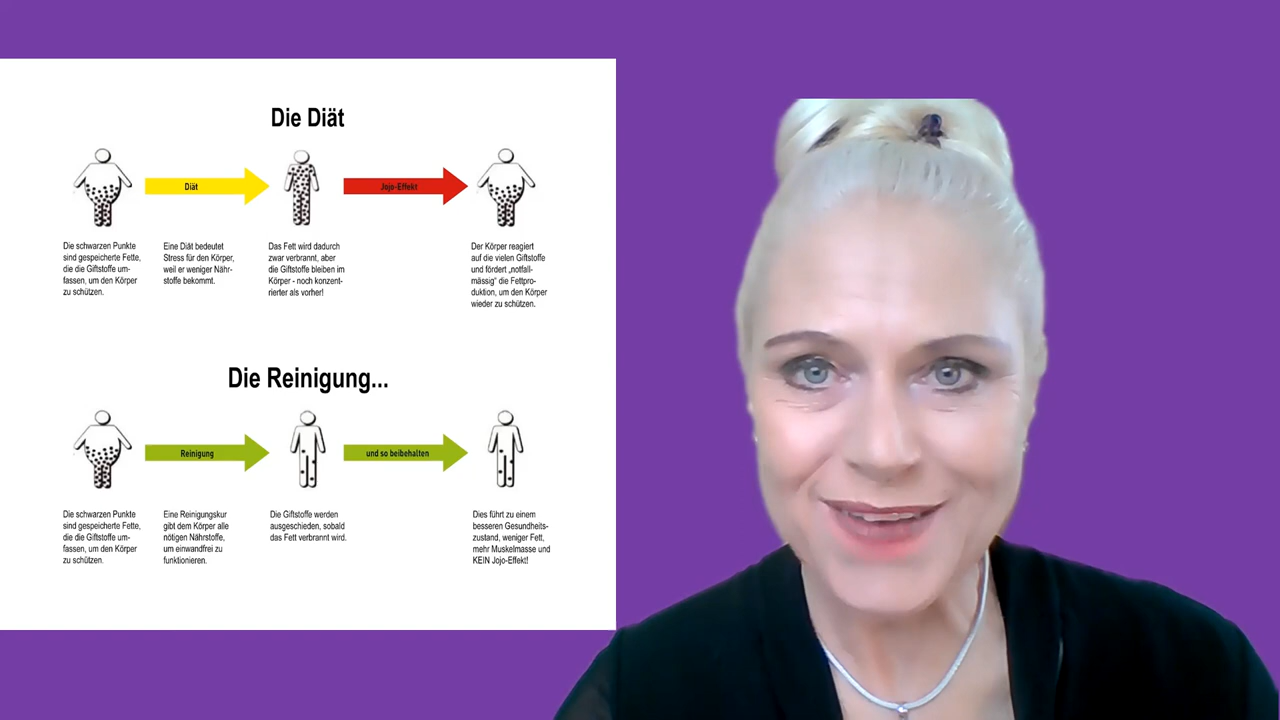 Die Diät
Diät
Jojo-Effekt
Die schwarzen Punkte
sind gespeicherte Fette,
die die Giftstoffe um-
fassen, um den Körper
zu schützen.
Eine Diät bedeutet
Stress für den Körper,
weil er weniger Nähr-
stoffe bekommt.
Das Fett wird dadurch
zwar verbrannt, aber
die Giftstoffe bleiben im
Körper - noch konzent-
rierter als vorher!
Der Körper reagiert
auf die vielen Giftstoffe
und fördert „notfall-
mässig" die Fettpro-
duktion, um den Körper
wieder zu schützen.
Die Reinigung...
Reinigung
und so beibehalten
Die schwarzen Punkte
sind gespeicherte Fette,
die die Giftstoffe um-
fassen, um den Körper
zu schützen.
Eine Reinigungskur
gibt dem Körper alle
nötigen Nährstoffe,
um einwandfrei zu
funktionieren.
Die Giftstoffe werden
ausgeschieden, sobald
das Fett verbrannt wird.
Dies führt zu einem
besseren Gesundheits-
zustand, weniger Fett,
mehr Muskelmasse und
KEIN Jojo-Effekt!